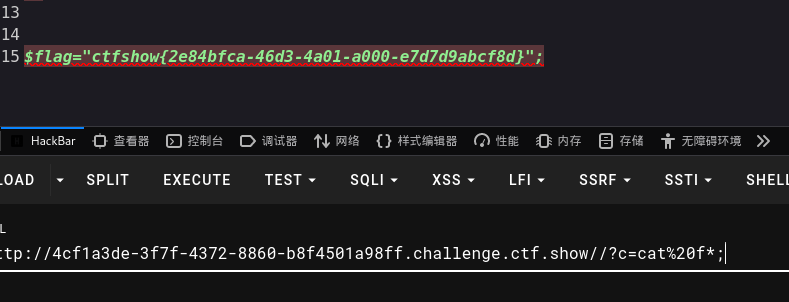 13
14
15 $flag="ctfshow{2e84bfca-46d3-4a01-a000-e7d7d9abcf8d}";
HackBar 查看器 控制台 调试器 网络 样式编辑器 性能 内存 存储 无障碍环境
LOAD SPLIT EXECUTE TEST SQLI XSS LFI SSRF SSTI SHELL
L
ttp://4cf1a3de-3f7f-4372-8860-b8f4501a98ff.challenge.ctf.show//?c=cat%20f*;